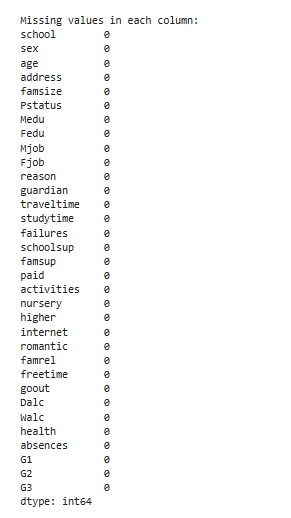 Missing values in each column:
school 0
sex 0
age 0
address 0
famsize 0
Pstatus 0
Medu 0
Fedu 0
Mjob 0
Fjob 0
reason 0
guardian 0
traveltime 0
studytime 0
failures 0
schoolsup 0
famsup 0
paid 0
activities 0
nursery 0
higher 0
internet 0
romantic 0
famrel 0
freetime 0
goout 0
Dalc 0
Walc 0
health 0
absences 0
G1 0
G2 0
G3 0
dtype: int64